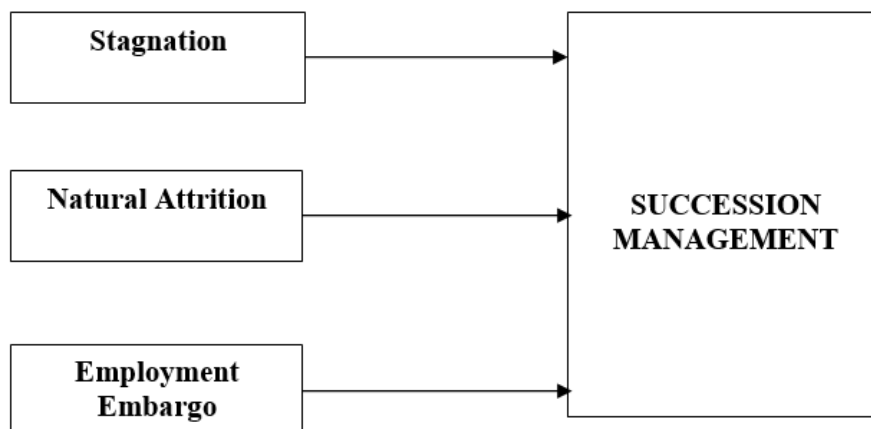 Stagnation
Natural Attrition
Employment
Embargo
SUCCESSION
MANAGEMENT